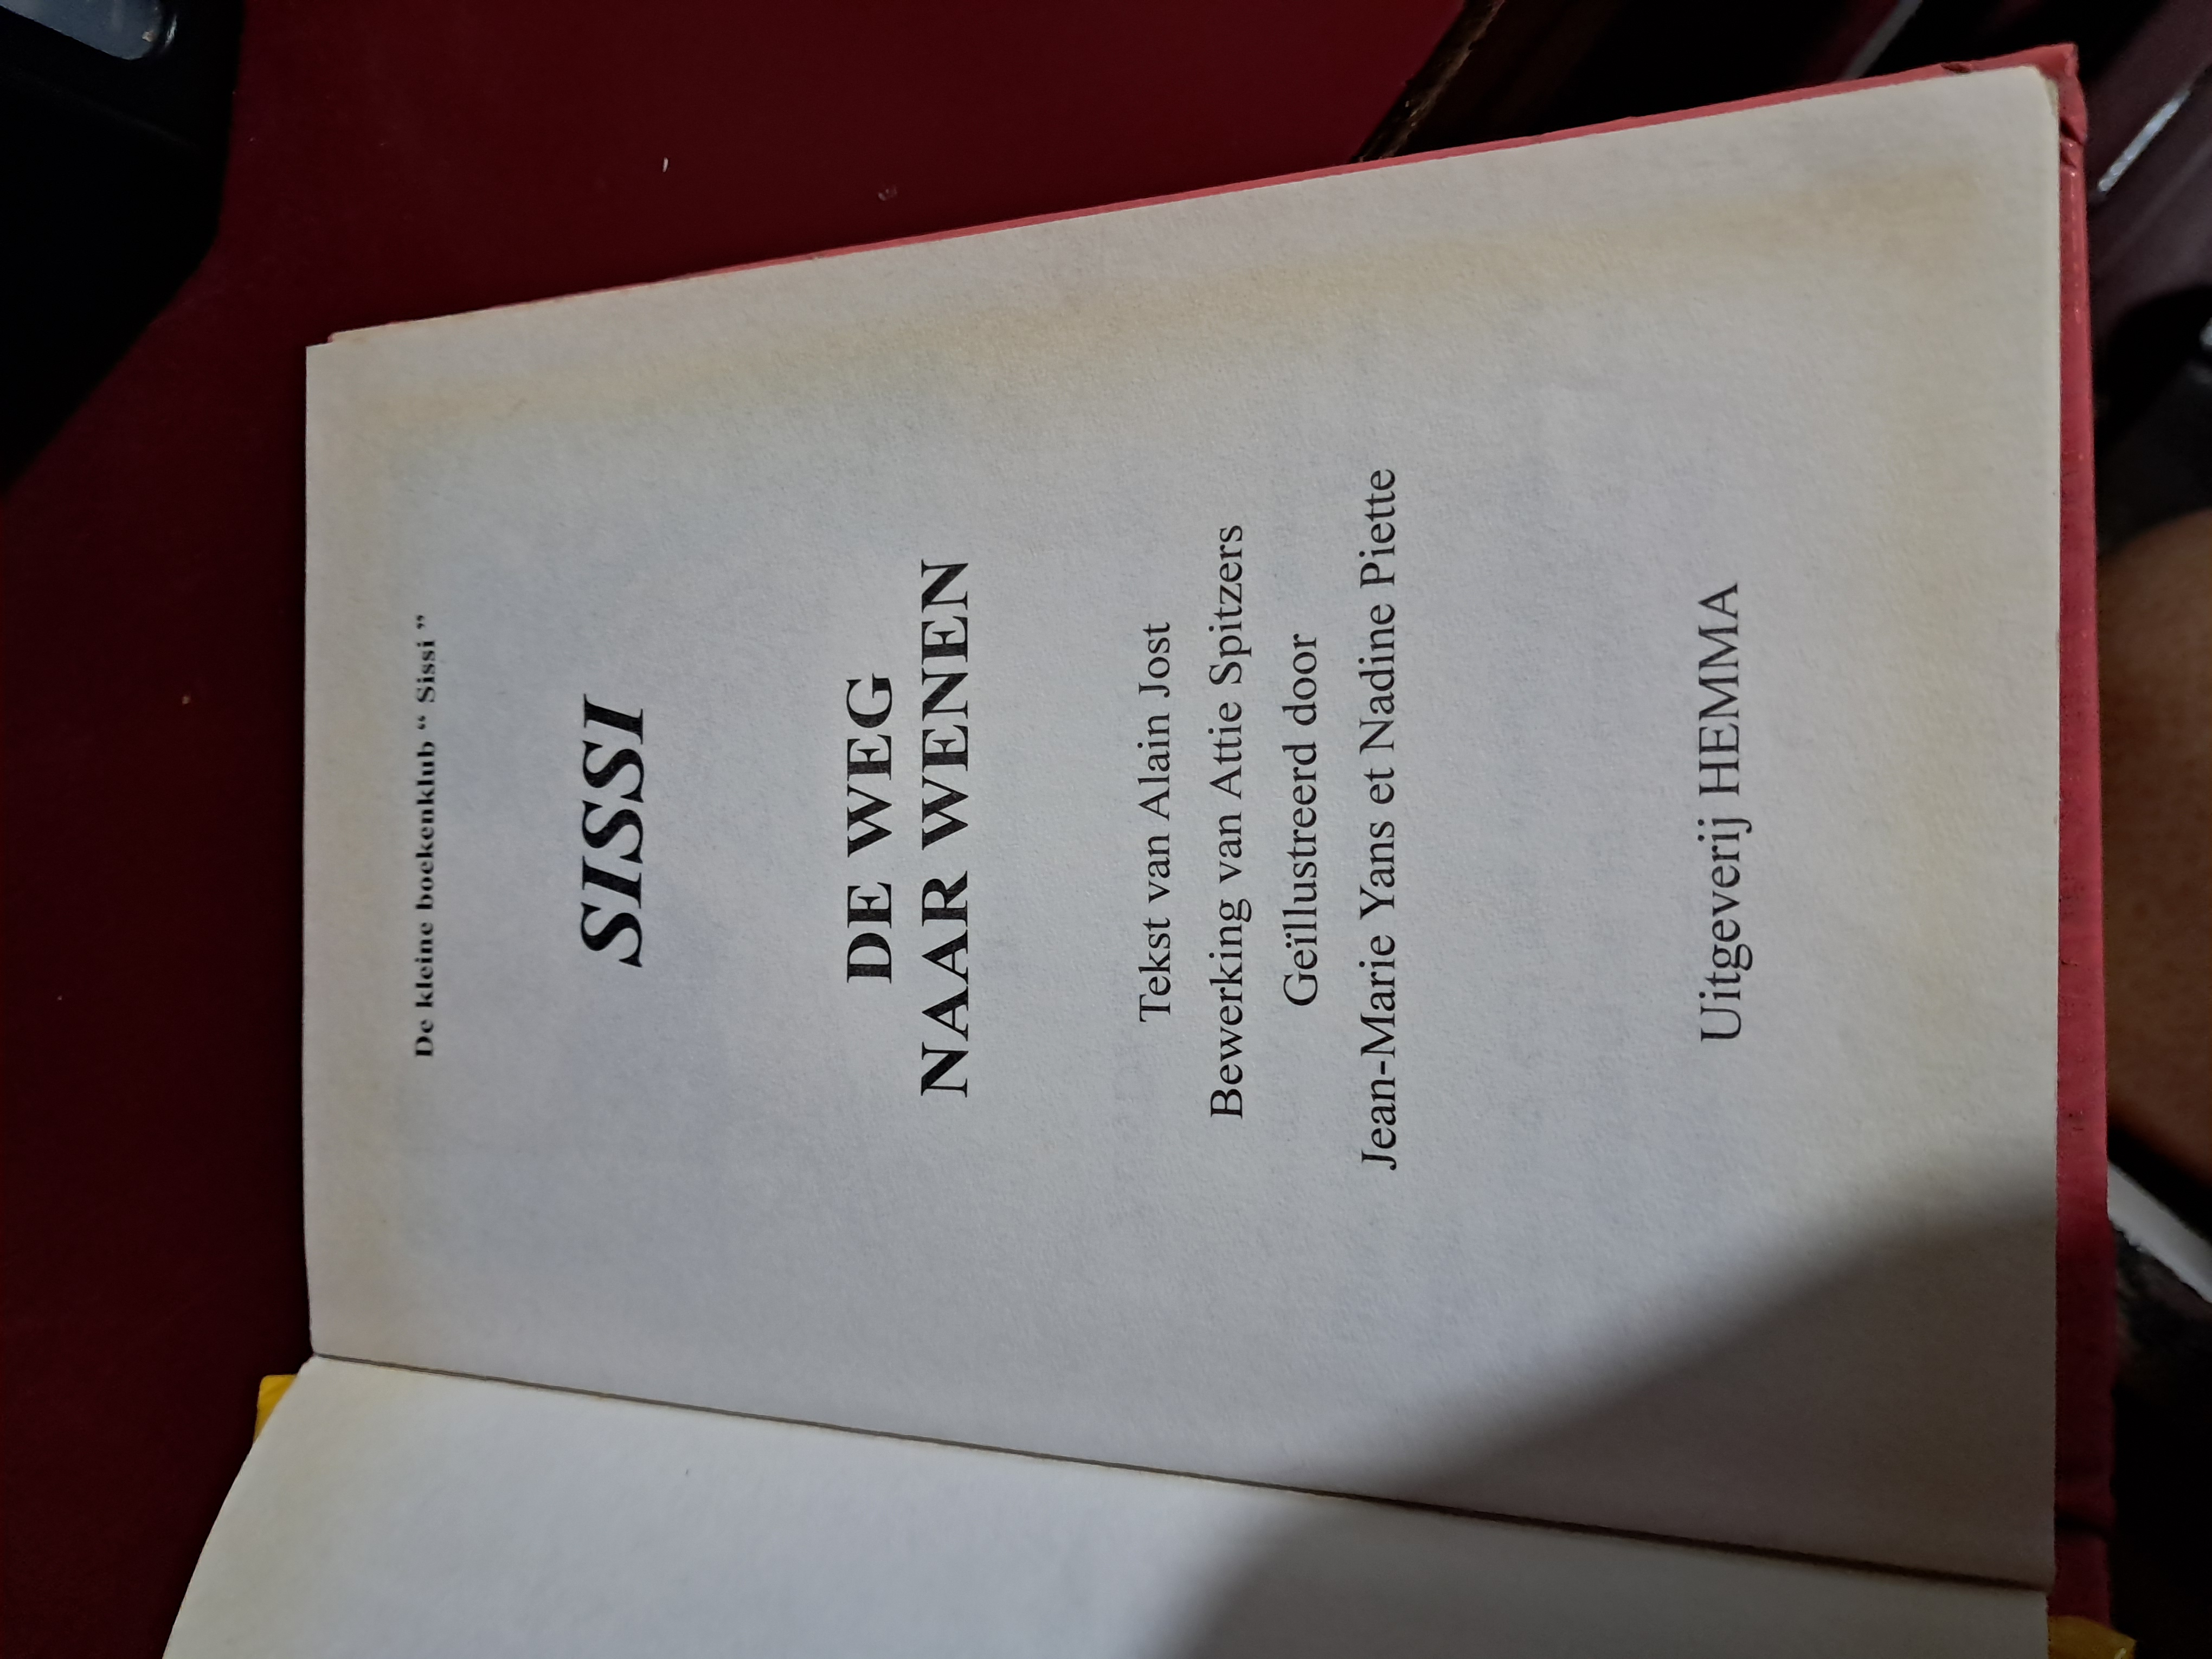 De kleine boekenklub “ Sissi ”
SISSI
DE WEG
NAAR WENEN
Tekst van Alain Jost
Bewerking van Attie Spitzers
Geïllustreerd door
Jean-Marie Yans et Nadine Piette
Uitgeverij HEMMA